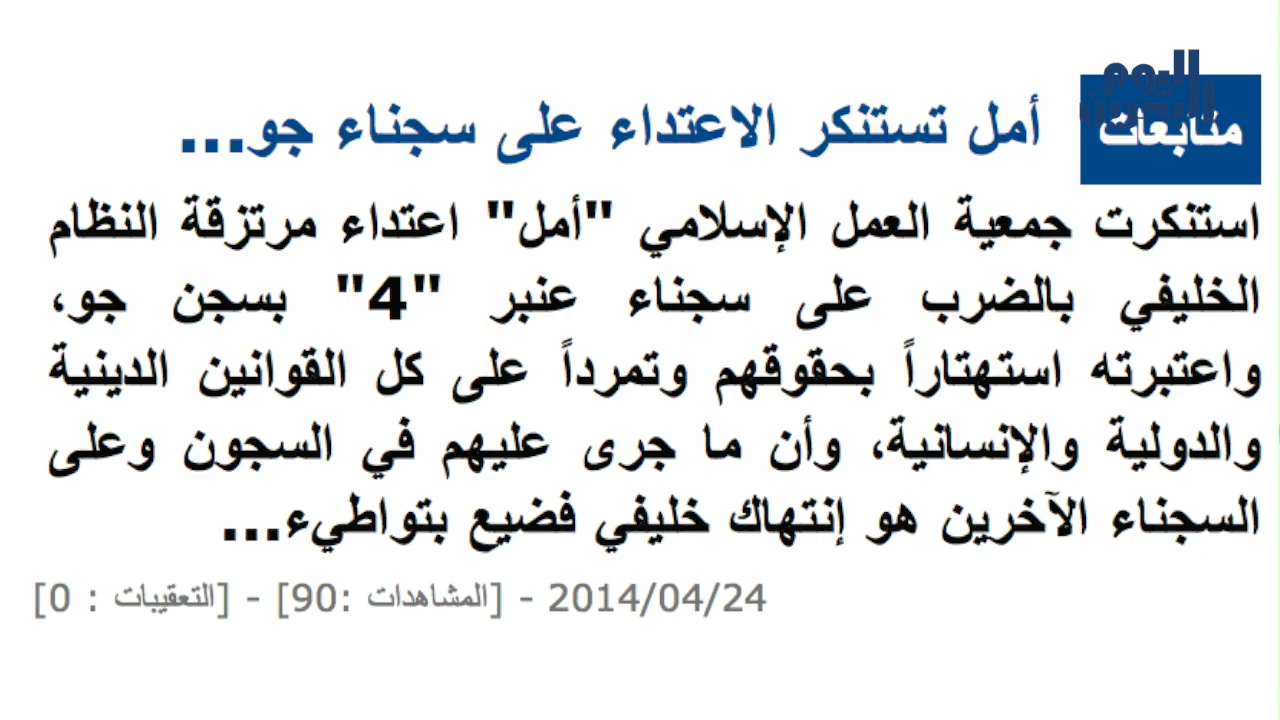 اليوم
البحرين
متابعات أمل تستنكر الاعتداء على سجناء جو...
استنكرت جمعية العمل الإسلامي "أمل" اعتداء مرتزقة النظام
الخليفي بالضرب على سجناء عنبر "4" بسجن جو،
واعتبرته استهتاراً بحقوقهم وتمرداً على كل القوانين الدينية
والدولية والإنسانية، وأن ما جرى عليهم في السجون وعلى
السجناء الآخرين هو إنتهاك خليفي فضيع بتواطيء...
2014/04/24 - [المشاهدات :90] - [التعقيبات : 0]